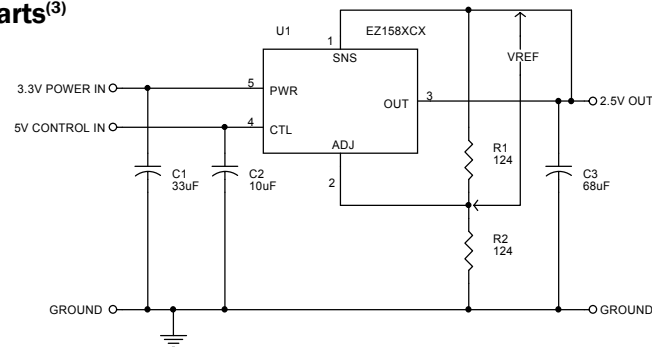 arts(3)
U1
EZ158XCX
1
SNS
VREF
3.3V POWER IN
5
PWR
OUT
3
2.5V OUT
5V CONTROL IN
4
CTL
ADJ
2
C1
33uF
C2
10uF
R1
124
C3
68uF
R2
124
GROUND
GROUND